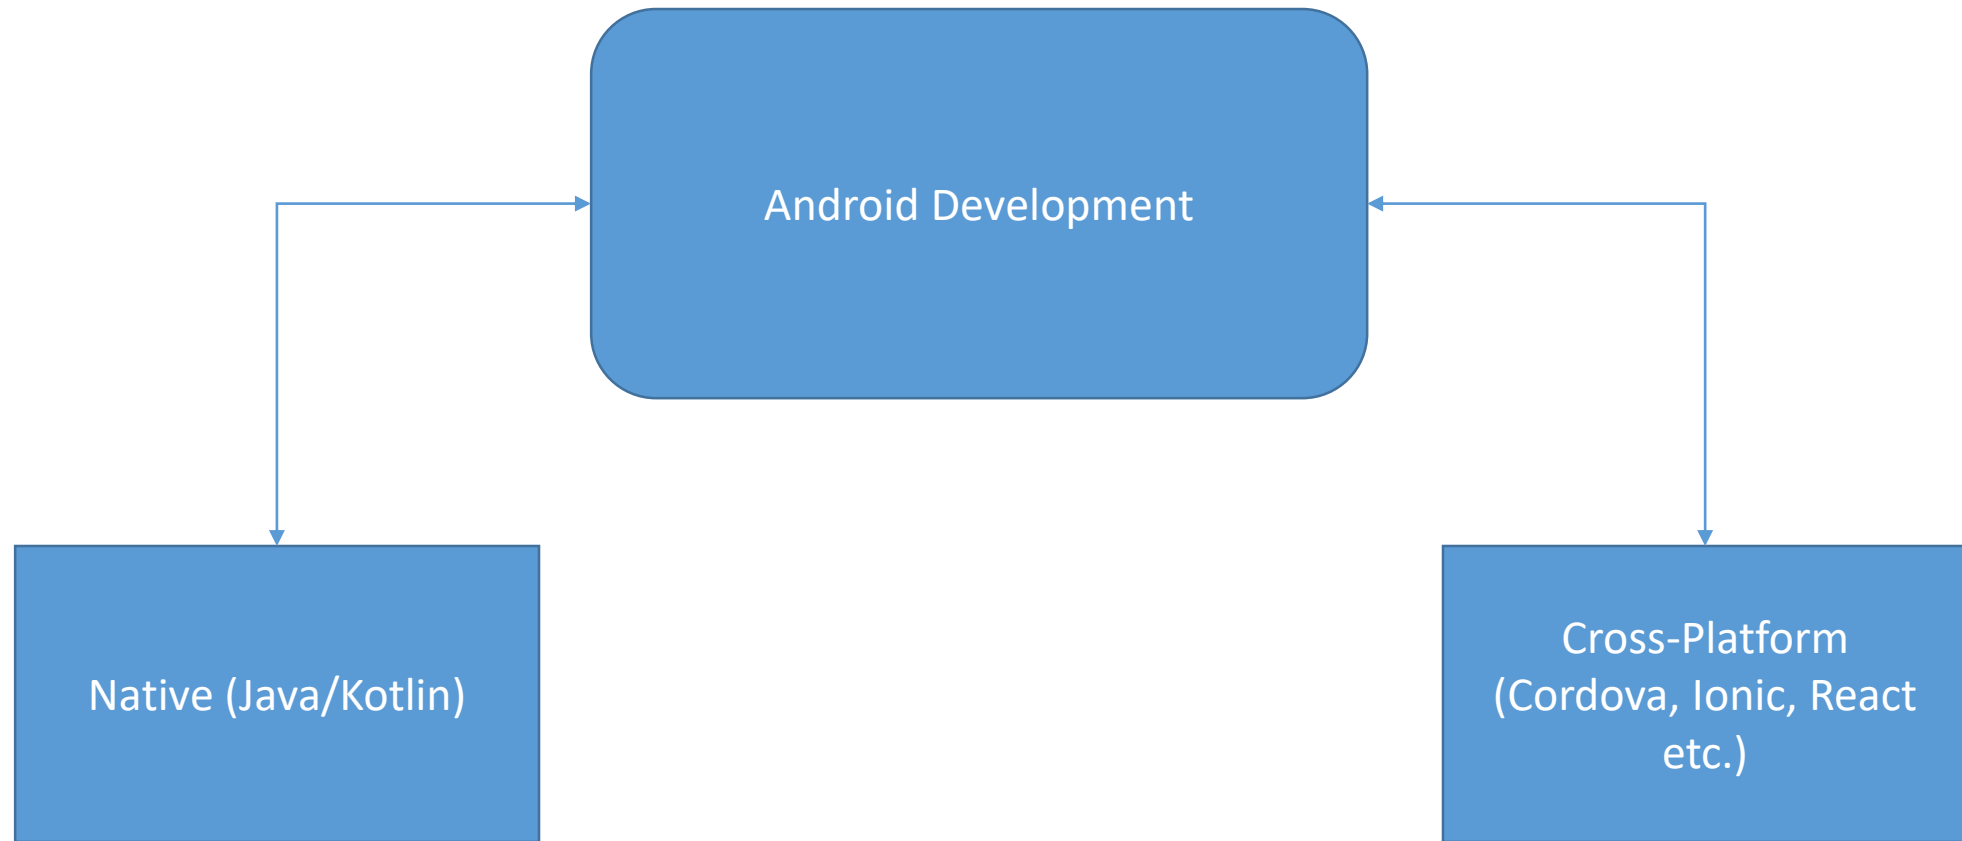 Android Development
Native (Java/Kotlin)
Cross-Platform
(Cordova, Ionic, React
etc.)